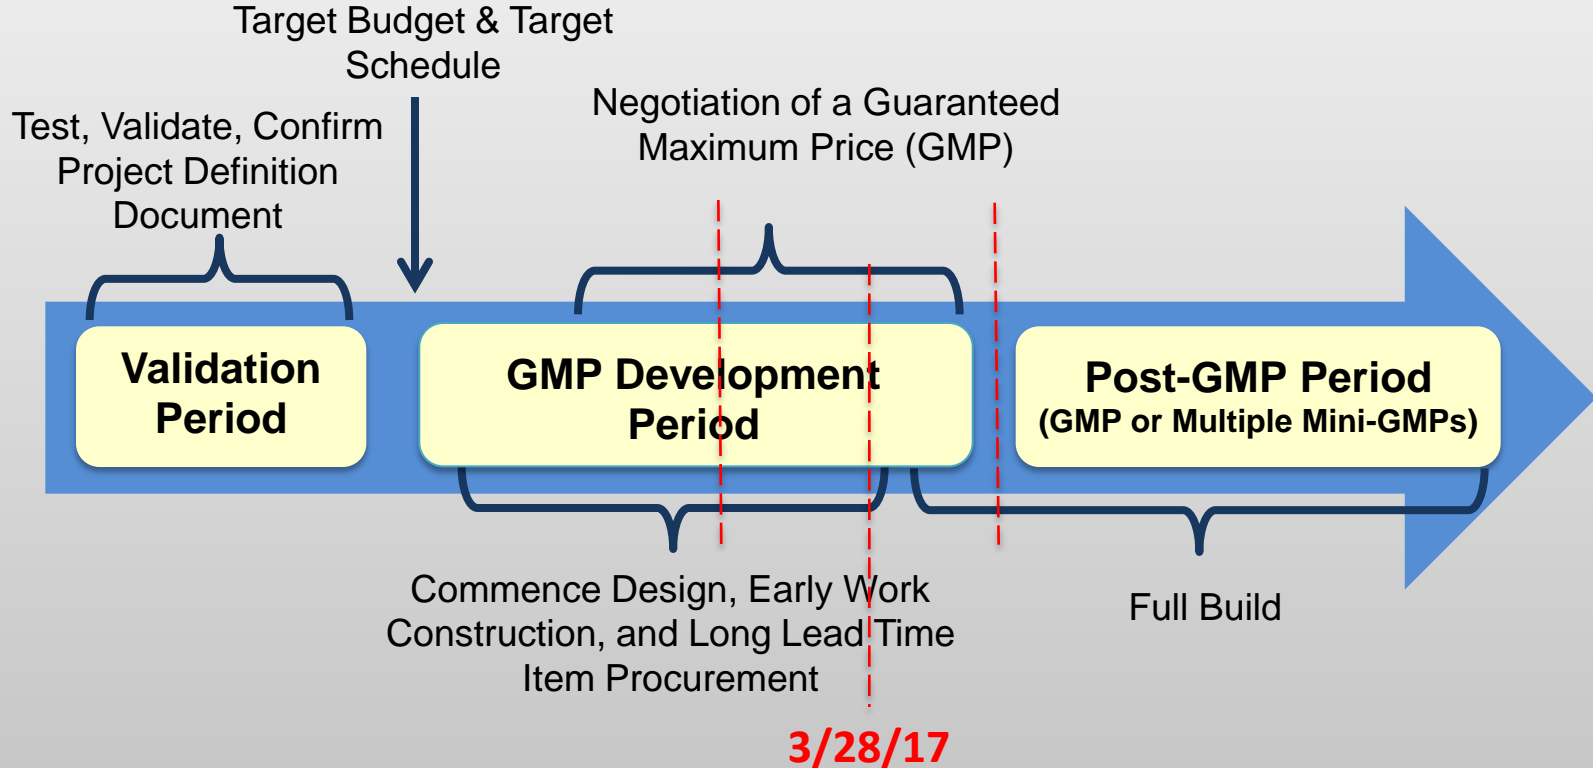 Target Budget & Target
Schedule
Test, Validate, Confirm
Project Definition
Document
Negotiation of a Guaranteed
Maximum Price (GMP)
Validation
Period
GMP Development
Period
Post-GMP Period
(GMP or Multiple Mini-GMPs)
Commence Design, Early Work
Construction, and Long Lead Time
Item Procurement
Full Build
3/28/17